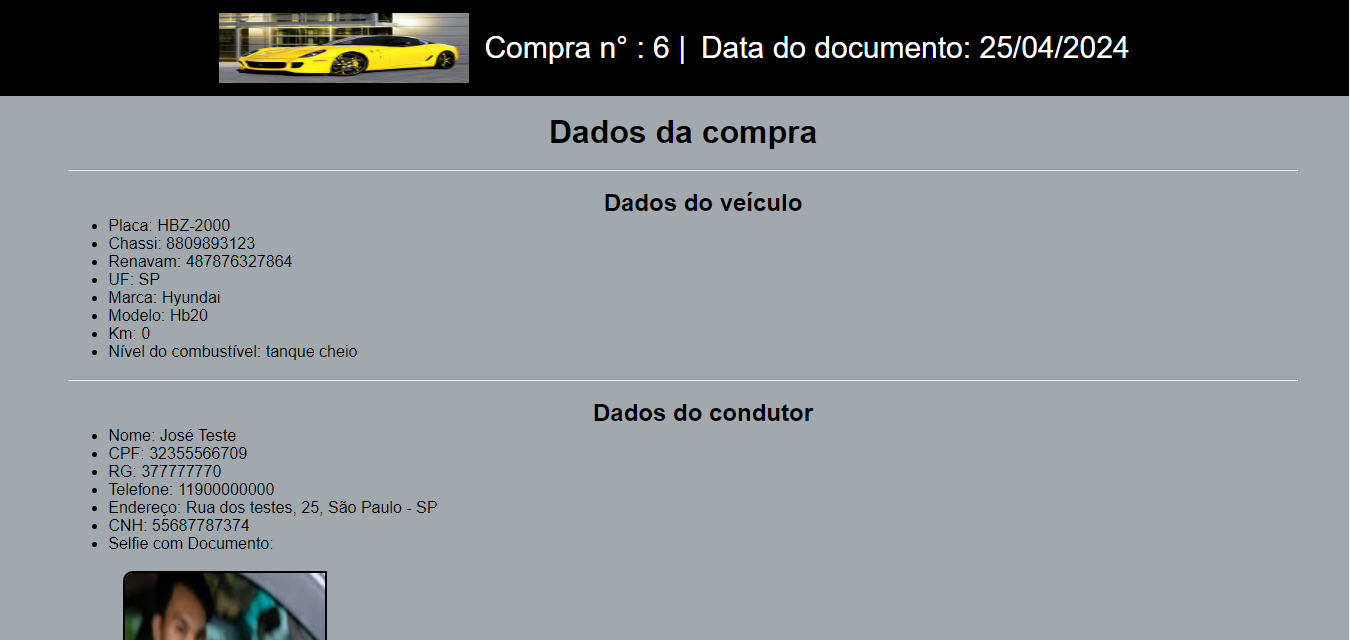 Compra n° : 6 | Data do documento: 25/04/2024
Dados da compra
Dados do veículo
Placa: HBZ-2000
Chassi: 8809893123
Renavam: 487876327864
UF: SP
Marca: Hyundai
Modelo: Hb20
Km: 0
Nível do combustível: tanque cheio
Dados do condutor
Nome: José Teste
CPF: 32355566709
RG: 377777770
Telefone: 11900000000
Endereço: Rua dos testes, 25, São Paulo - SP
CNH: 55687787374
Selfie com Documento: